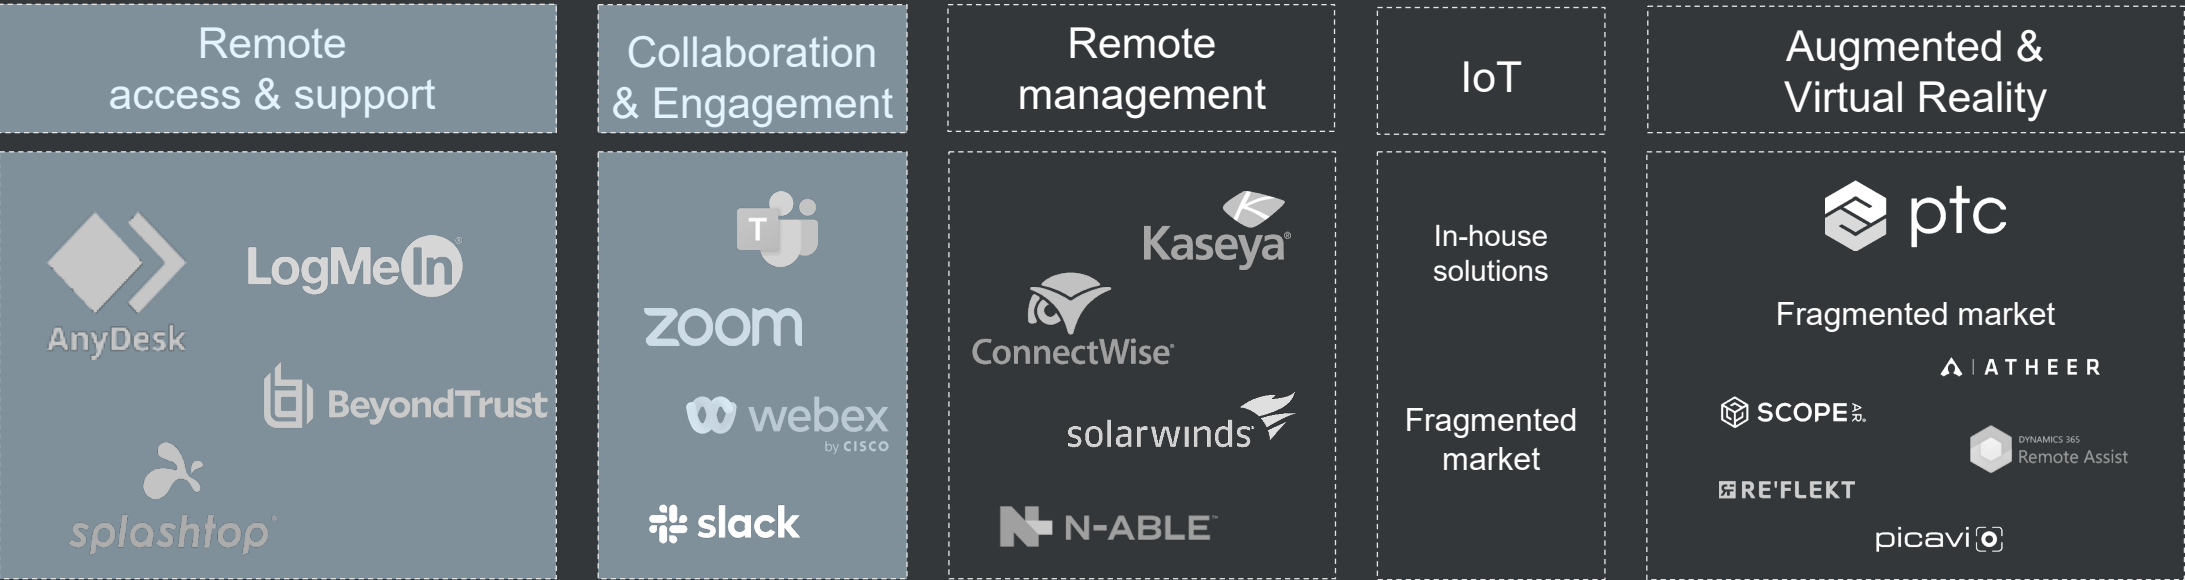 Remote
access & support
AnyDesk
LogMeIn®
BeyondTrust
splashtop®
Collaboration
& Engagement
T
zoom
webex
by CISCO
slack
Remote
management
Kaseya®
ConnectWise®
solarwinds
N-ABLE™
IoT
In-house
solutions
Fragmented
market
Augmented &
Virtual Reality
ptc
Fragmented market
ATHEER
SCOPE AR®
DYNAMICS 365
Remote Assist
RE'FLEKT
picavi